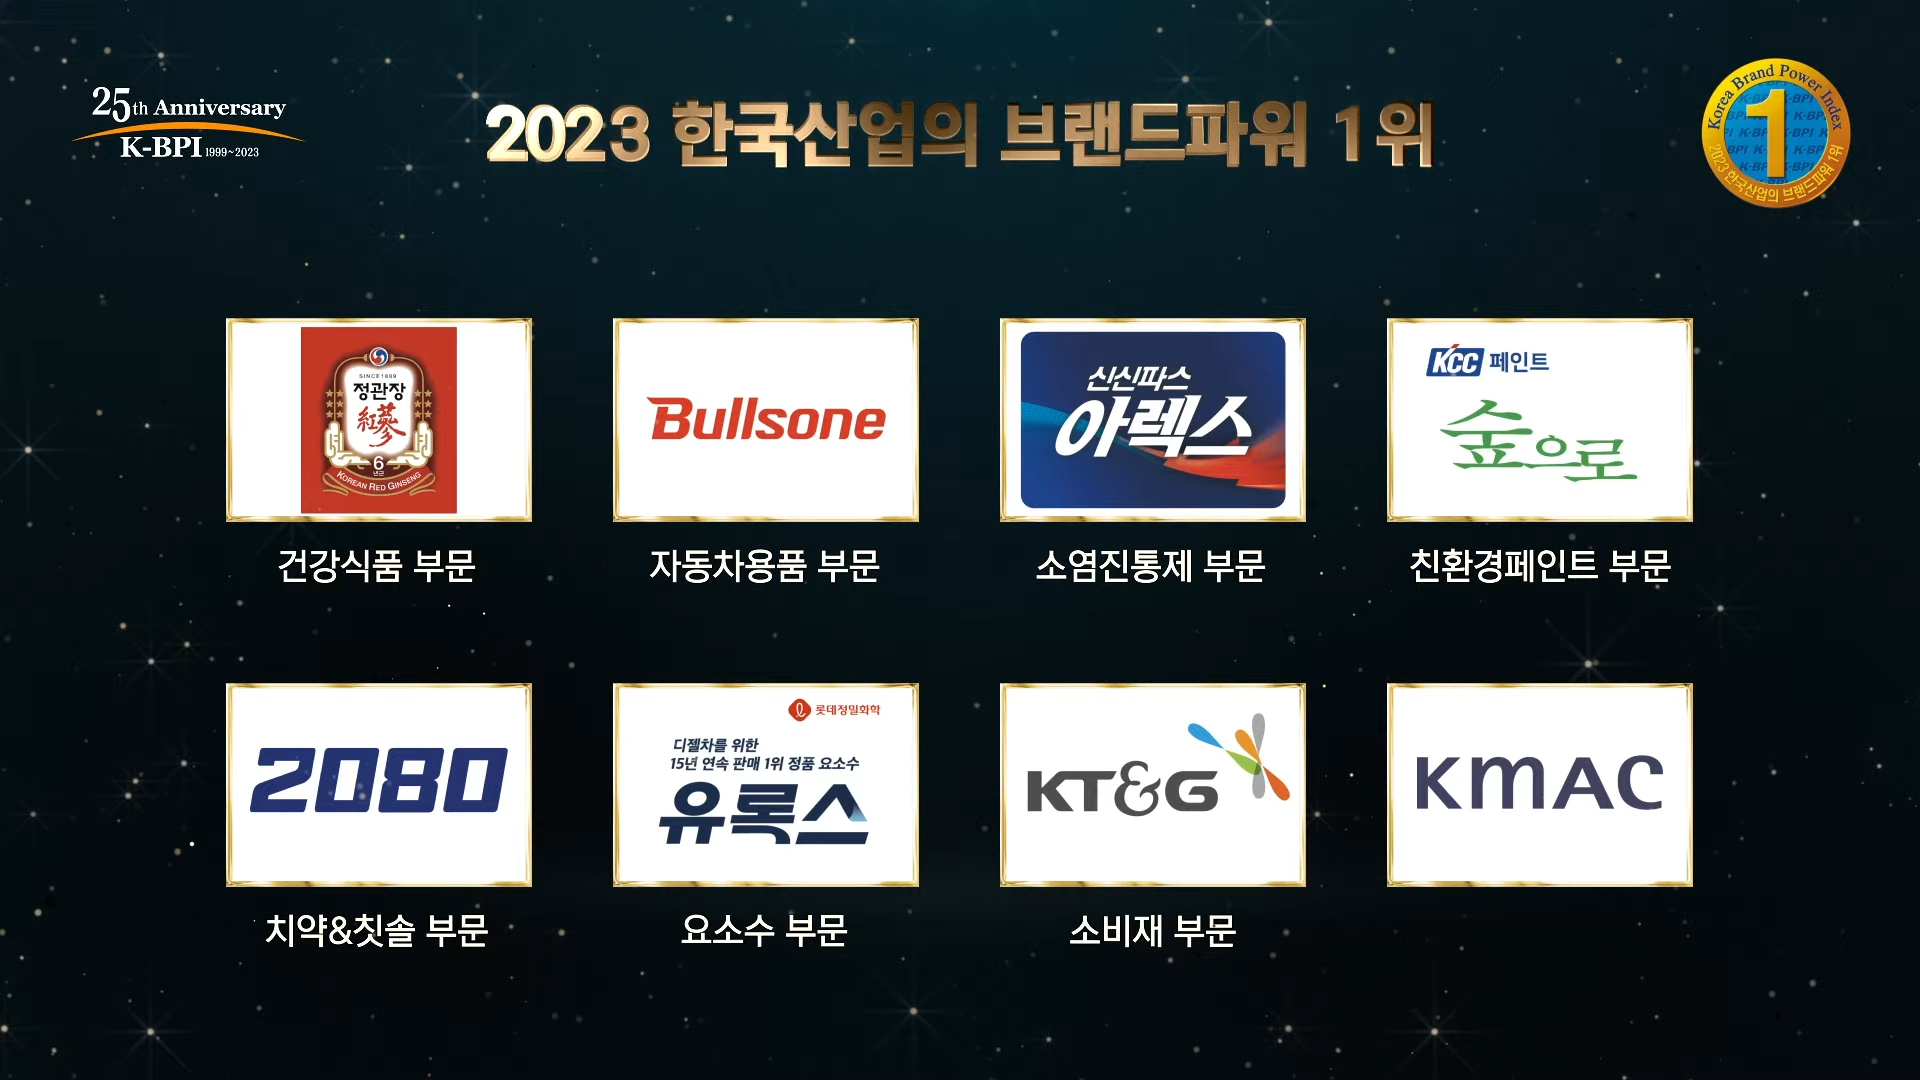 25th Anniversary
K-BPI 1999~2023
2023 한국산업의 브랜드파워 1위
Korea Brand Power Index
1
2023 한국산업의 브랜드파워 1위
SINCE 1899
정관장
紅蔘
6
년근
KOREAN RED GINSENG
건강식품 부문
Bullsone
자동차용품 부문
신신파스
아렉스
소염진통제 부문
KCC 페인트
숲으로
친환경페인트 부문
2080
치약&칫솔 부문
롯데정밀화학
디젤차를 위한
15년 연속 판매 1위 정품 요소수
유록스
요소수 부문
KT&G
소비재 부문
KMAC